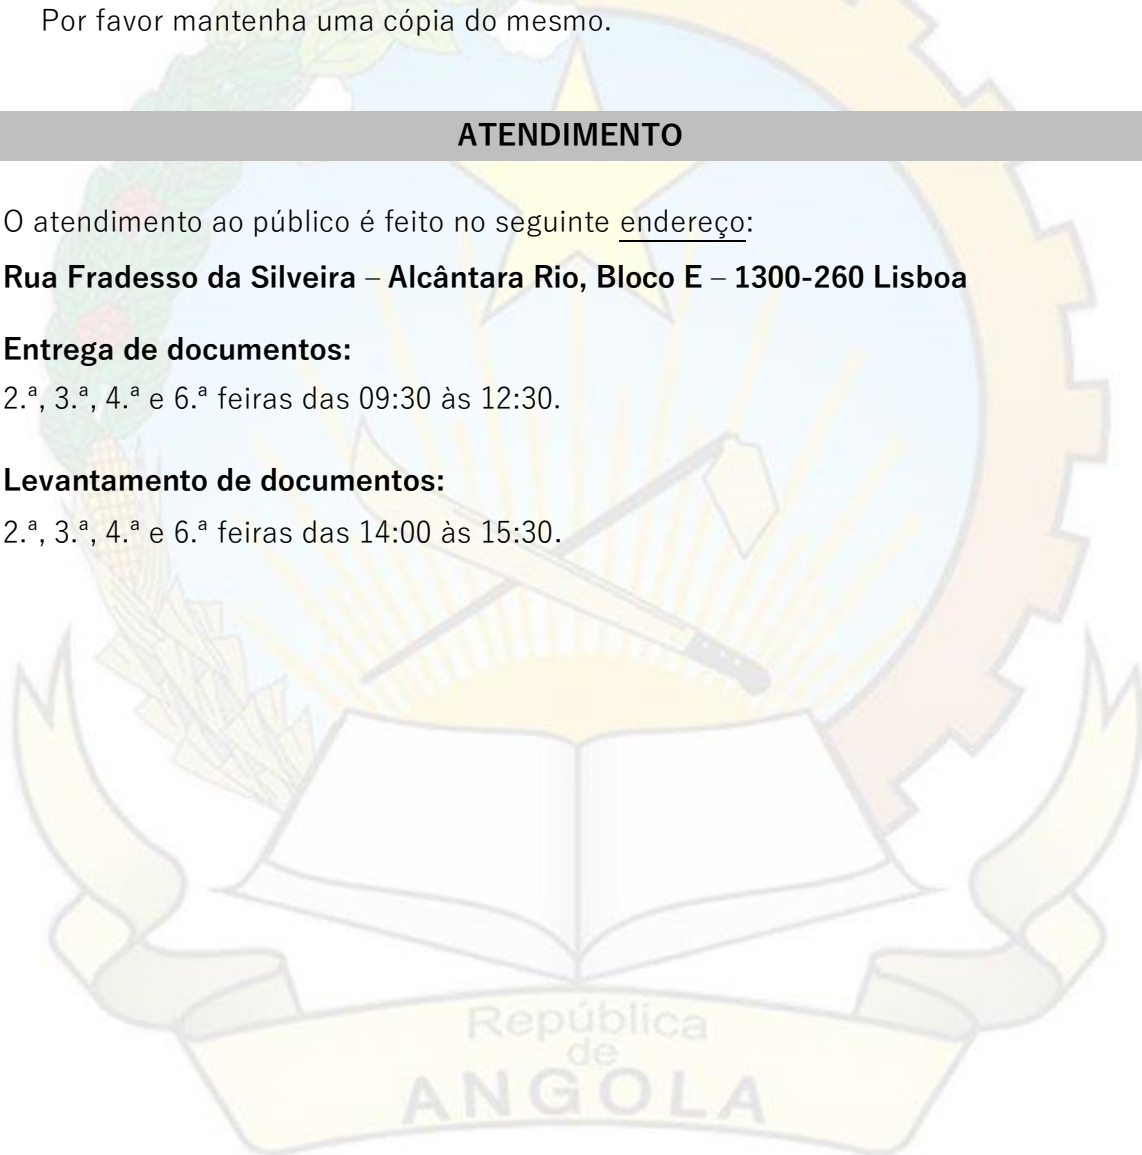 Por favor mantenha uma cópia do mesmo.
ATENDIMENTO
O atendimento ao público é feito no seguinte endereço:
Rua Fradesso da Silveira – Alcântara Rio, Bloco E – 1300-260 Lisboa
Entrega de documentos:
2.ª, 3.ª, 4.ª e 6.ª feiras das 09:30 às 12:30.
Levantamento de documentos:
2.ª, 3.ª, 4.ª e 6.ª feiras das 14:00 às 15:30.
República
de
ANGOLA